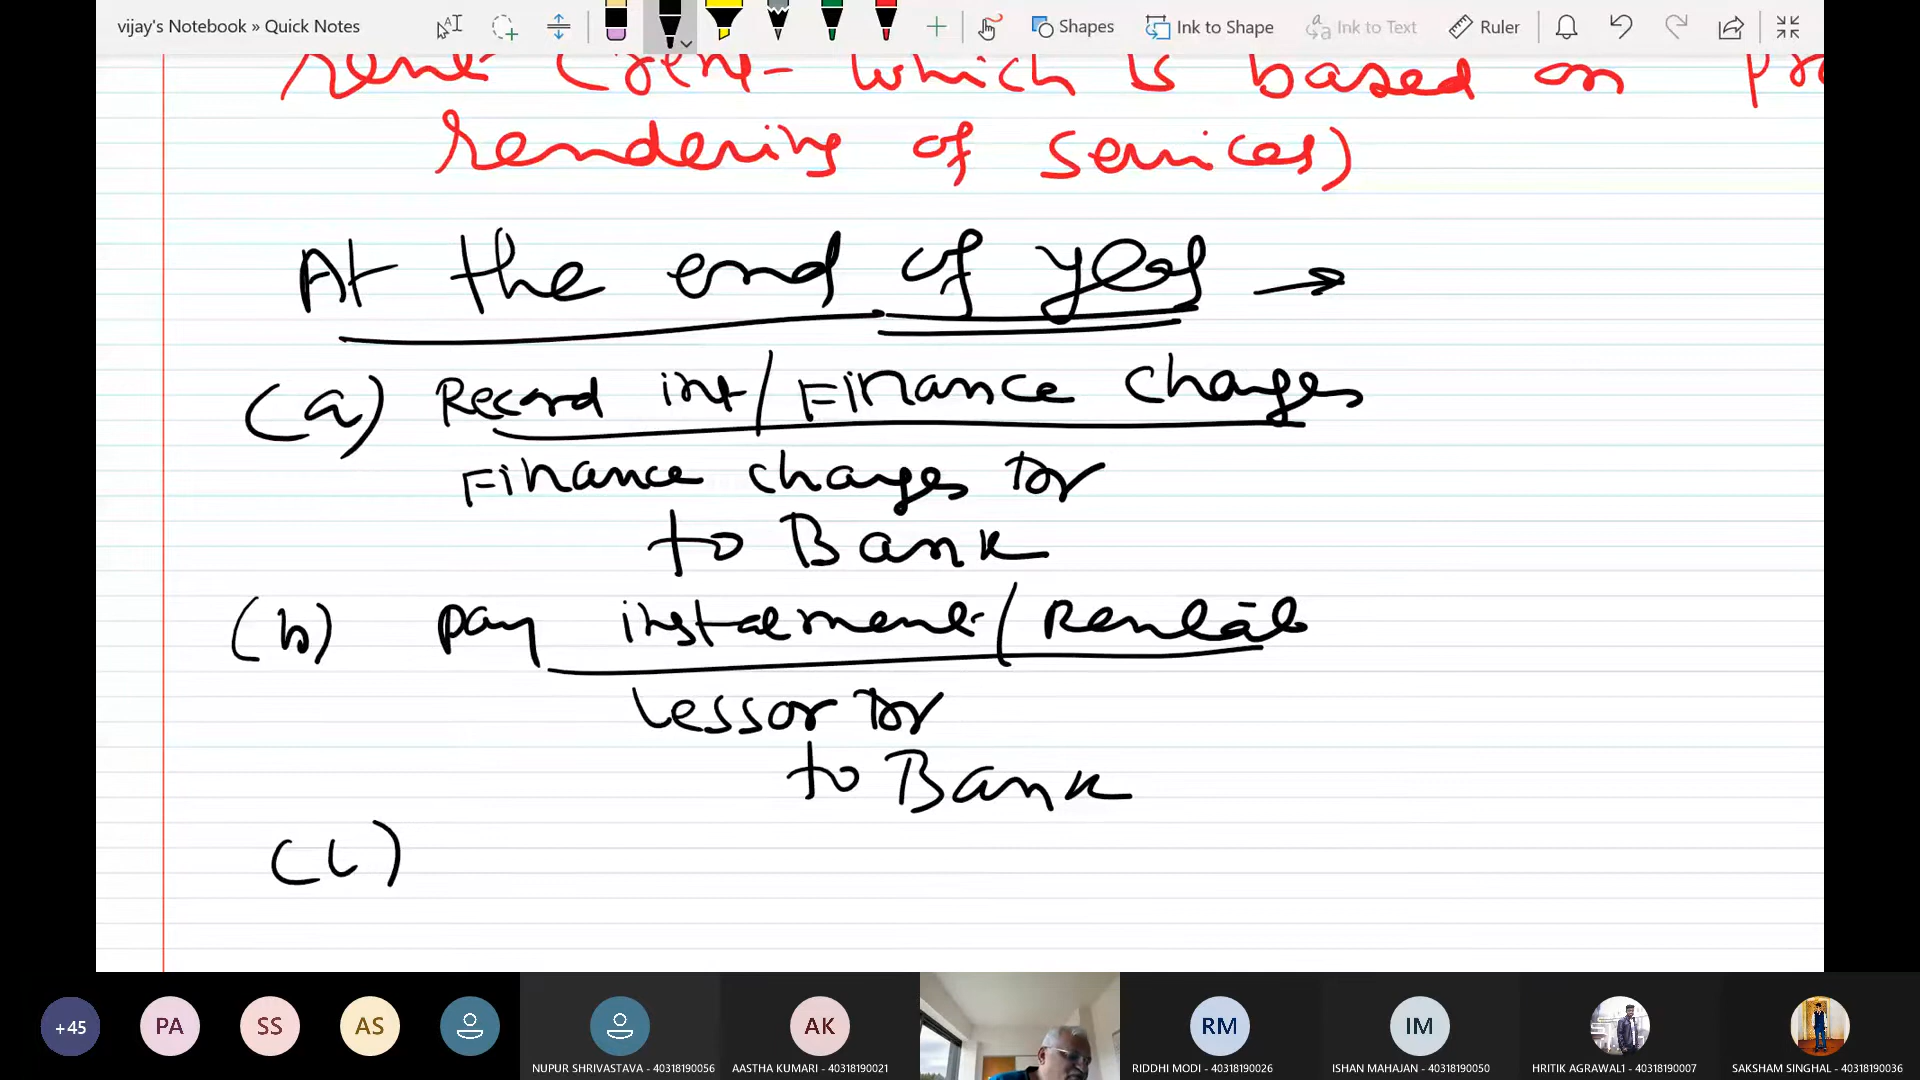 vijay's Notebook » Quick Notes
Shapes
Ink to Shape
Ink to Text
Ruler
which is based on
rendering of services)
At the end of year →
(a) Record int/Finance charges
Finance charges Dr
to Bank
(b) pay instalment/Rentals
Lessor Dr
to Bank
(c)
+45
PA
SS
AS
NUPUR SHRIVASTAVA - 40318190056
AK
AASTHA KUMARI - 40318190021
RM
RIDDHI MODI - 40318190026
IM
ISHAN MAHAJAN - 40318190050
HRITIK AGRAWAL1 - 40318190007
SAKSHAM SINGHAL - 40318190036